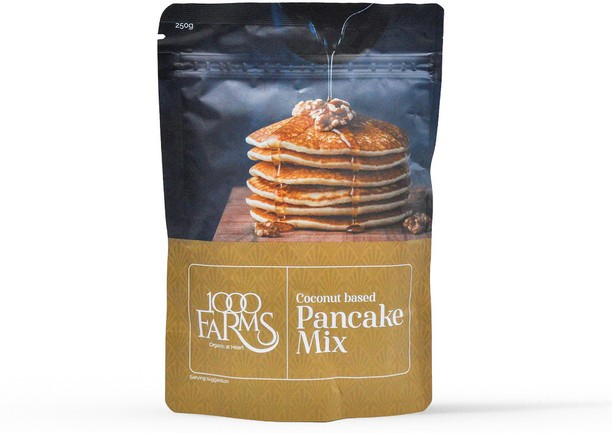 250g
1000
FARMS
Organic at Heart
Coconut based
Pancake
Mix
Serving suggestion